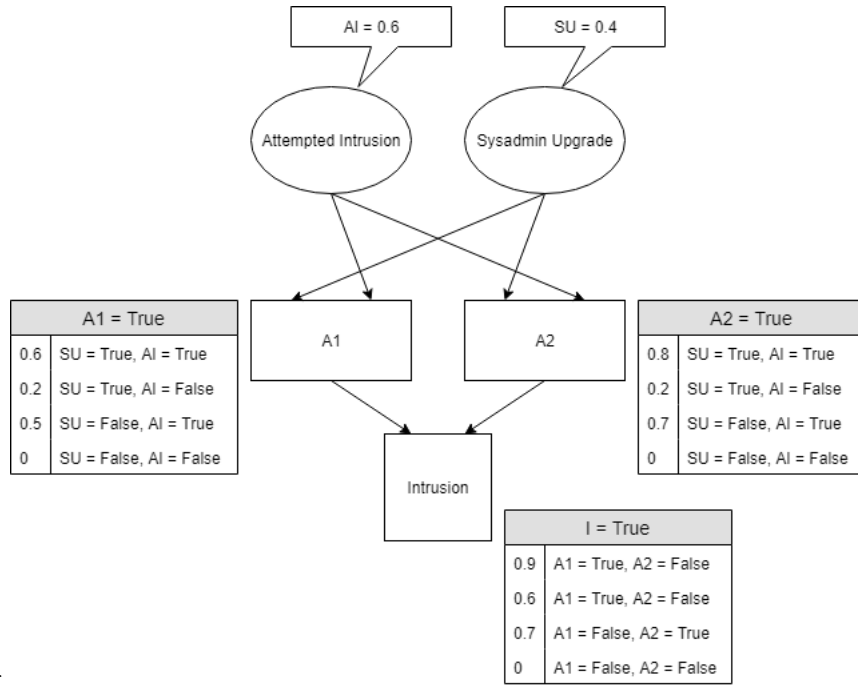 AI = 0.6
SU = 0.4
Attempted Intrusion
Sysadmin Upgrade
A1 = True
0.6 SU = True, AI = True
0.2 SU = True, AI = False
0.5 SU = False, AI = True
0 SU = False, AI = False
A1
A2
A2 = True
0.8 SU = True, AI = True
0.2 SU = True, AI = False
0.7 SU = False, AI = True
0 SU = False, AI = False
Intrusion
I = True
0.9 A1 = True, A2 = False
0.6 A1 = True, A2 = False
0.7 A1 = False, A2 = True
0 A1 = False, A2 = False